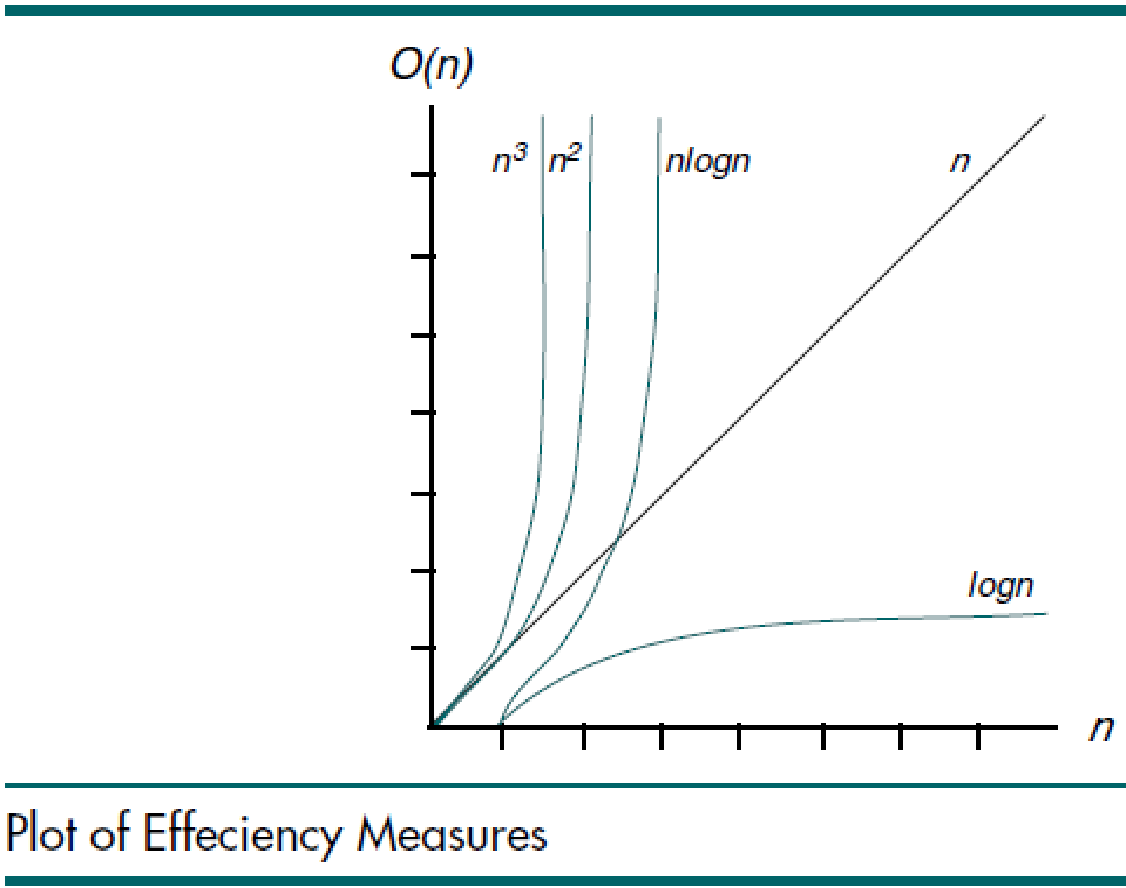 O(n)
n³ n² nlogn n
logn
n
Plot of Effeciency Measures